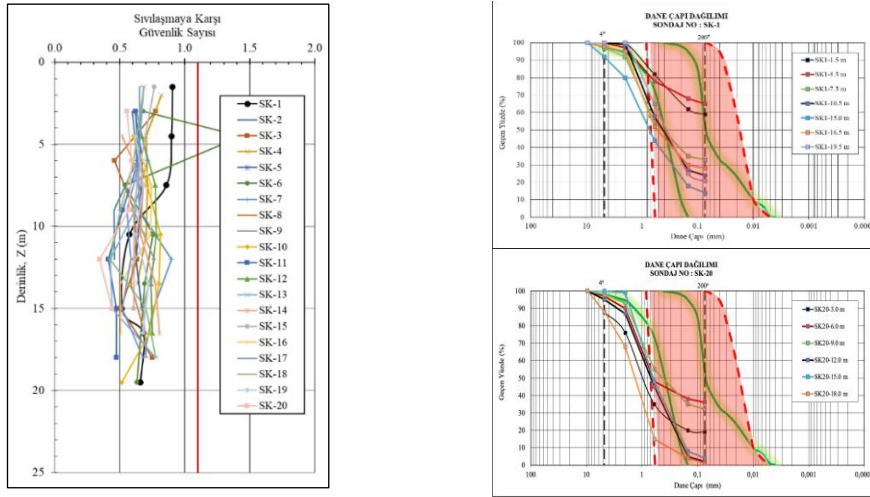 Sıvılaşmaya Karşı
Güvenlik Sayısı
0.0 0.5 1.0 1.5 2.0
0
5
10
15
20
25
Derinlik, Z (m)
SK-1
SK-2
SK-3
SK-4
SK-5
SK-6
SK-7
SK-8
SK-9
SK-10
SK-11
SK-12
SK-13
SK-14
SK-15
SK-16
SK-17
SK-18
SK-19
SK-20
DANE ÇAPI DAĞILIMI
SONDAJ NO : SK-1
4" 200"
100
90
80
70
60
50
40
30
20
10
0
Geçen Yüzde (%)
SK1-1.5 m
SK1-4.5 m
SK1-7.5 m
SK1-10.5 m
SK1-15.0 m
SK1-16.5 m
SK1-19.5 m
100 10 1 0,1 0,01 0,001 0,000
Dane Çapı (mm)
DANE ÇAPI DAĞILIMI
SONDAJ NO : SK-20
4" 200"
100
90
80
70
60
50
40
30
20
10
0
Geçen Yüzde (%)
SK20-3.0 m
SK20-6.0 m
SK20-9.0 m
SK20-12.0 m
SK20-15.0 m
SK20-18.0 m
100 10 1 0,1 0,01 0,001 0,000
Dane Çapı (mm)